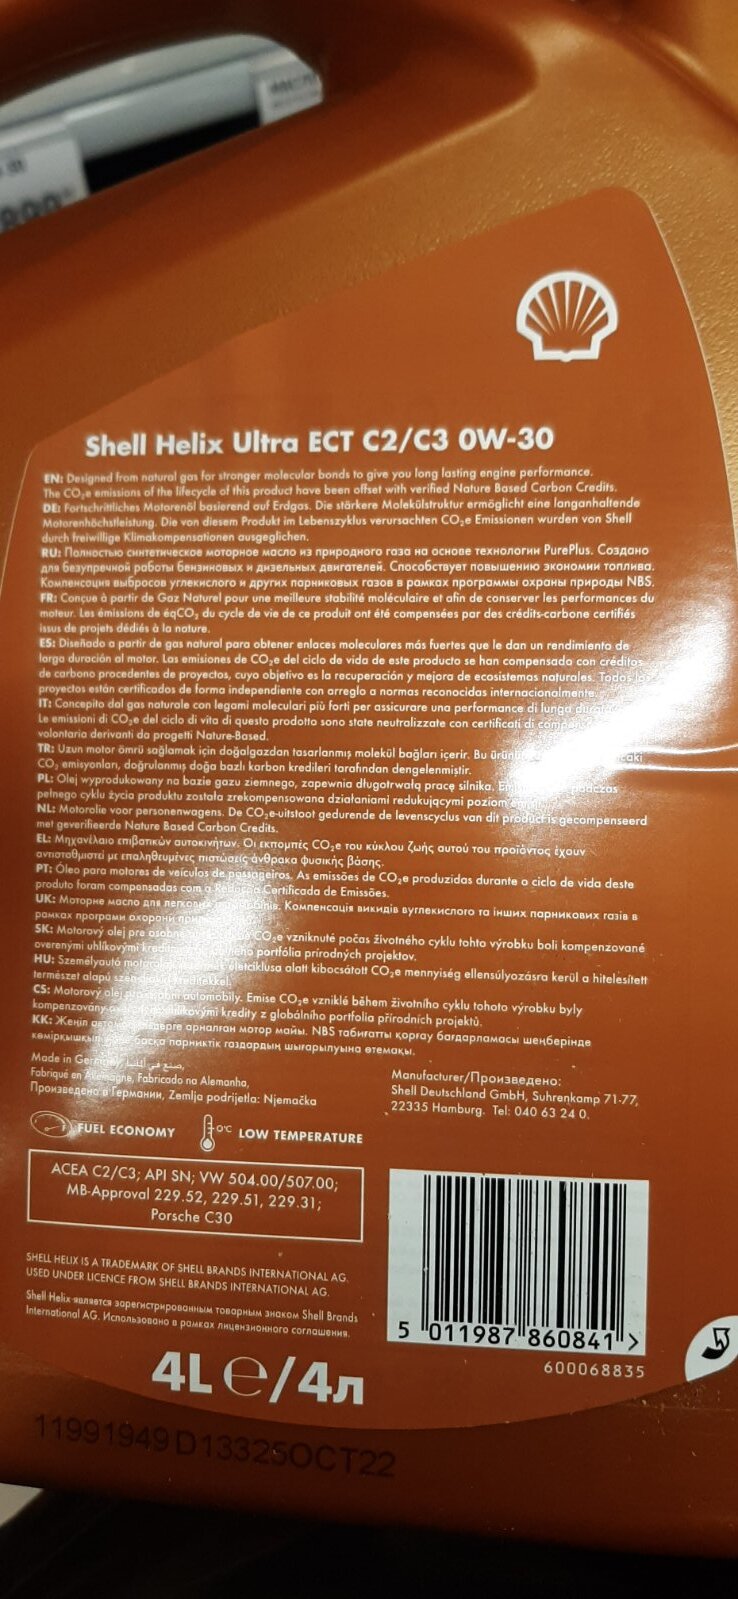 Shell Helix Ultra ECT C2/C3 0W-30
EN: Designed from natural gas for stronger molecular bonds to give you long lasting engine performance.
The CO₂e emissions of the lifecycle of this product have been offset with verified Nature Based Carbon Credits.
DE: Fortschrittliches Motorenöl basierend auf Erdgas. Die stärkere Molekülstruktur ermöglicht eine langanhaltende
Motorenhöchstleistung. Die von diesem Produkt im Lebenszyklus verursachten CO₂e Emissionen wurden von Shell
durch freiwillige Klimakompensationen ausgeglichen.
RU: Полностью синтетическое моторное масло из природного газа на основе технологии PurePlus. Создано
для безупречной работы бензиновых и дизельных двигателей. Способствует повышению экономии топлива.
Компенсация выбросов углекислого и других парниковых газов в рамках программы охраны природы NBS.
FR: Conçue à partir de Gaz Naturel pour une meilleure stabilité moléculaire et afin de conserver les performances du
moteur. Les émissions de éqCO₂ du cycle de vie de ce produit ont été compensées par des crédits-carbone certifiés
issus de projets dédiés à la nature.
ES: Diseñado a partir de gas natural para obtener enlaces moleculares más fuertes que le dan un rendimiento de
larga duración al motor. Las emisiones de CO₂e del ciclo de vida de este producto se han compensado con créditos
de carbono procedentes de proyectos, cuyo objetivo es la recuperación y mejora de ecosistemas naturales. Todos los
proyectos están certificados de forma independiente con arreglo a normas reconocidas internacionalmente.
IT: Concepito dal gas naturale con legami molecolari più forti per assicurare una performance di lunga
Le emissioni di CO₂e del ciclo di vita di questo prodotto sono state neutralizzate con certificati di
volontaria derivanti da progetti Nature-Based.
TR: Uzun motor ömrü sağlamak için doğalgazdan tasarlanmış molekül bağları içerir. Bu
CO₂ emisyonları, doğrulanmış doğa bazlı karbon kredileri tarafından dengelenmiştir.
PL: Olej wyprodukowany na bazie gazu ziemnego, zapewnia długotrwałą pracę silnika. podczas
pełnego cyklu życia produktu została zrekompensowana działaniami redukującymi poziom
NL: Motorolie voor personenwagens. De CO₂e-uitstoot gedurende de levenscyclus van dit product is gecompenseerd
met geverifieerde Nature Based Carbon Credits.
EL: Μηχανέλαιο επιβατικών αυτοκινήτων. Οι εκπομπές CO₂e του κύκλου ζωής αυτού του προϊόντος έχουν
αντισταθμιστεί με επαληθευμένες πιστώσεις άνθρακα φυσικής βάσης.
PT: Óleo para motores de veículos de passageiros. As emissões de CO₂e produzidas durante o ciclo de vida deste
produto foram compensadas com a Redução Certificada de Emissões.
UK: Моторне масло для легкових Компенсація викидів вуглекислого та інших парникових газів в
рамках програми охорони
SK: Motorový olej pre CO₂e vzniknuté počas životného cyklu tohto výrobku boli kompenzované
overenými uhlíkovými portfólia prírodných projektov.
HU: Személyautó életciklusa alatt kibocsátott CO₂e mennyiség ellensúlyozásra kerül a hitelesített
természet alapú
CS: Motorový olej automobily. Emise CO₂e vzniklé během životního cyklu tohoto výrobku byly
kompenzovány kredity z globálního portfolia přírodních projektů.
KK: Жеңіл арналған мотор майы. NBS табиғатты қорғау бағдарламасы шеңберінде
көмірқышқыл басқа парниктік газдардың шығарылуына өтемақы.
Made in Germany, صنع في ألمانيا,
Fabriqué en Allemagne, Fabricado na Alemanha,
Произведено в Германии, Zemlja podrijetla: Njemačka
Manufacturer/Произведено:
Shell Deutschland GmbH, Suhrenkamp 71-77,
22335 Hamburg. Tel: 040 63 24 0.
FUEL ECONOMY
0°C LOW TEMPERATURE
ACEA C2/C3; API SN; VW 504.00/507.00;
MB-Approval 229.52, 229.51, 229.31;
Porsche C30
SHELL HELIX IS A TRADEMARK OF SHELL BRANDS INTERNATIONAL AG.
USED UNDER LICENCE FROM SHELL BRANDS INTERNATIONAL AG.
Shell Helix является зарегистрированным товарным знаком Shell Brands
International AG. Использовано в рамках лицензионного соглашения.
5 011987 860841 >
600068835
4L ℮/4л
11991949D13325OCT22